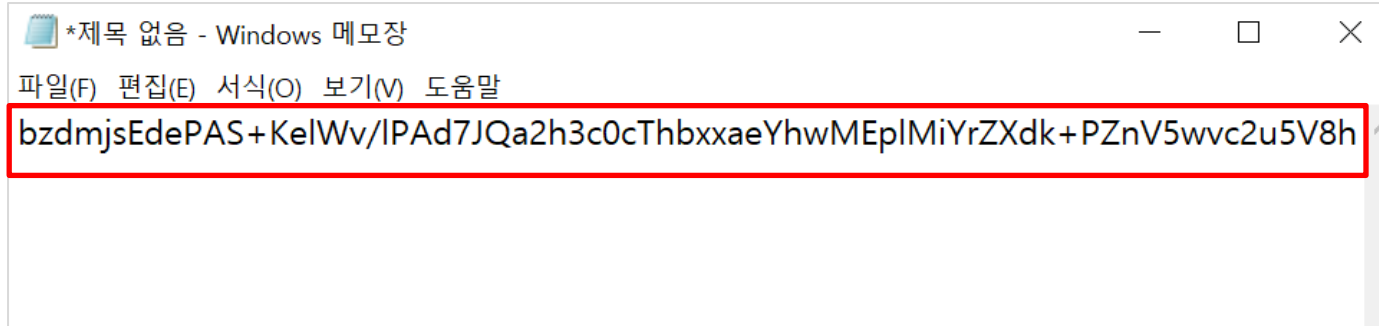 *제목 없음 - Windows 메모장
파일(F) 편집(E) 서식(O) 보기(V) 도움말
bzdmjsEdePAS+KelWv/lPAd7JQa2h3c0cThbxxaeYhwMEplMiYrZXdk+PZnV5wvc2u5V8h